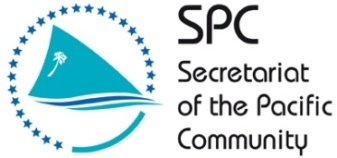 SPC
Secretariat
of the Pacific
Community